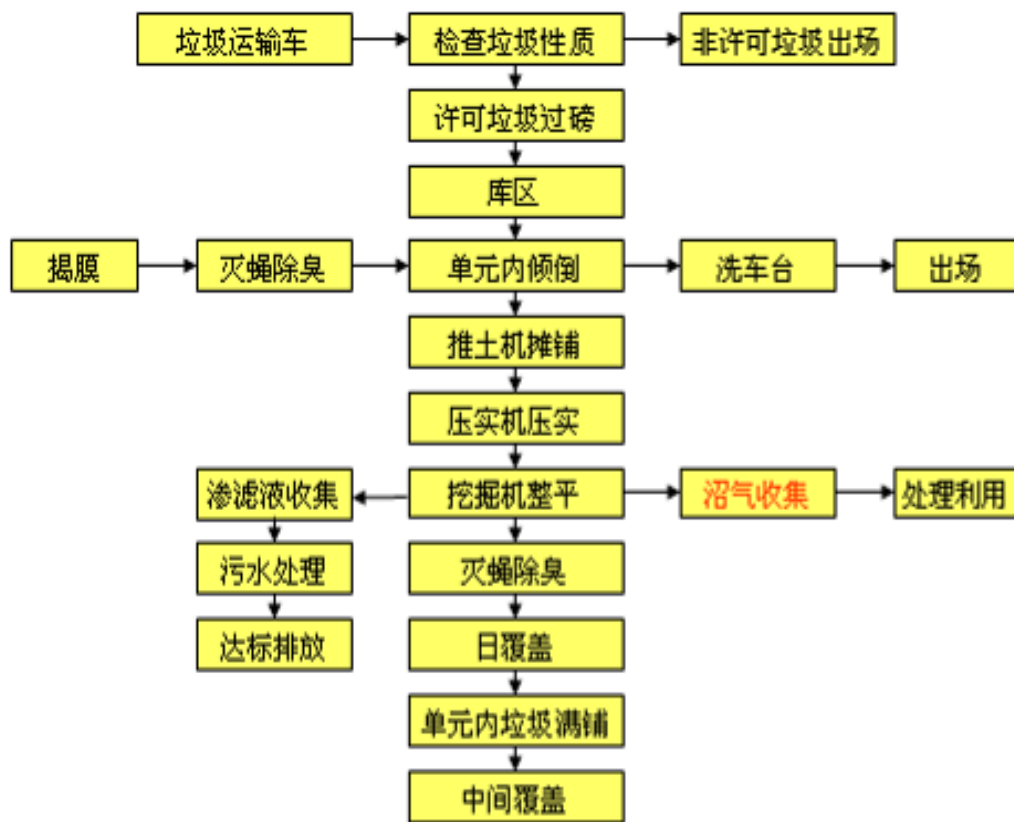 垃圾运输车
检查垃圾性质
非许可垃圾出场
许可垃圾过磅
库区
揭膜
灭蝇除臭
单元内倾倒
洗车台
出场
推土机摊铺
压实机压实
渗滤液收集
挖掘机整平
沼气收集
处理利用
污水处理
灭蝇除臭
达标排放
日覆盖
单元内垃圾满铺
中间覆盖